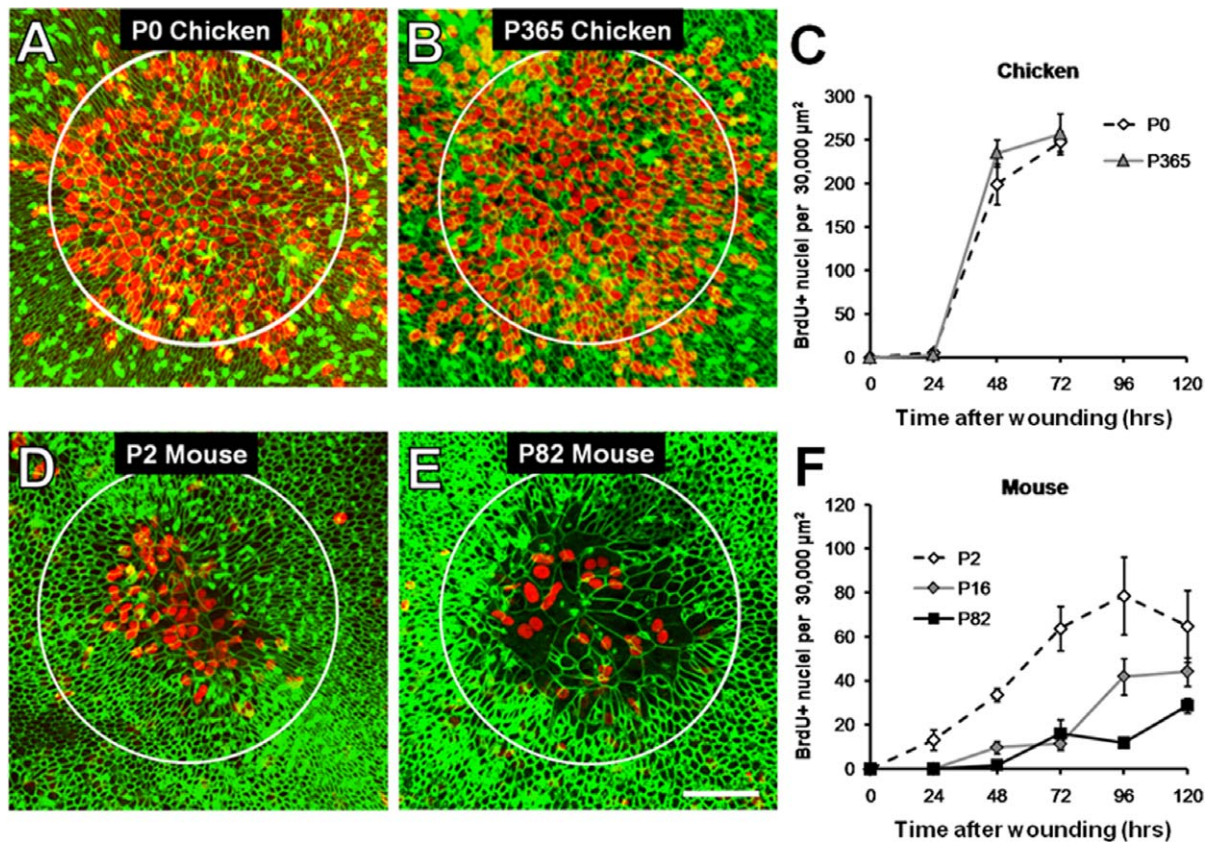 A
P0 Chicken
B
P365 Chicken
C
Chicken
BrdU+ nuclei per 30,000 µm²
300
250
200
150
100
50
0
0 24 48 72 96 120
Time after wounding (hrs)
P0
P365
D
P2 Mouse
E
P82 Mouse
F
Mouse
BrdU+ nuclei per 30,000 µm²
120
100
80
60
40
20
0
0 24 48 72 96 120
Time after wounding (hrs)
P2
P16
P82